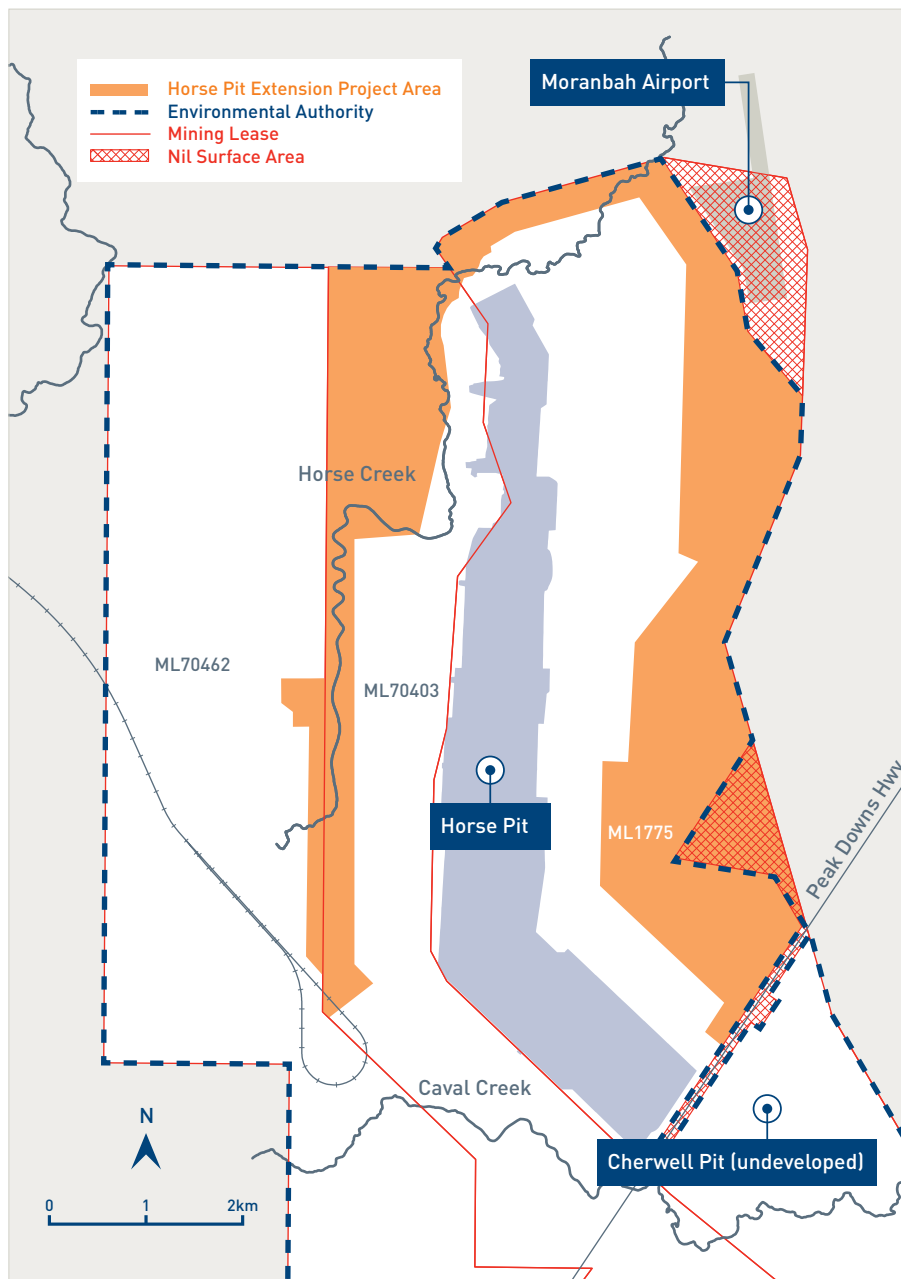 Horse Pit Extension Project Area
Environmental Authority
Mining Lease
Nil Surface Area
Moranbah Airport
Horse Creek
ML70462
ML70403
Horse Pit
ML1775
Peak Downs Hwy
Caval Creek
Cherwell Pit (undeveloped)
N
0 1 2km